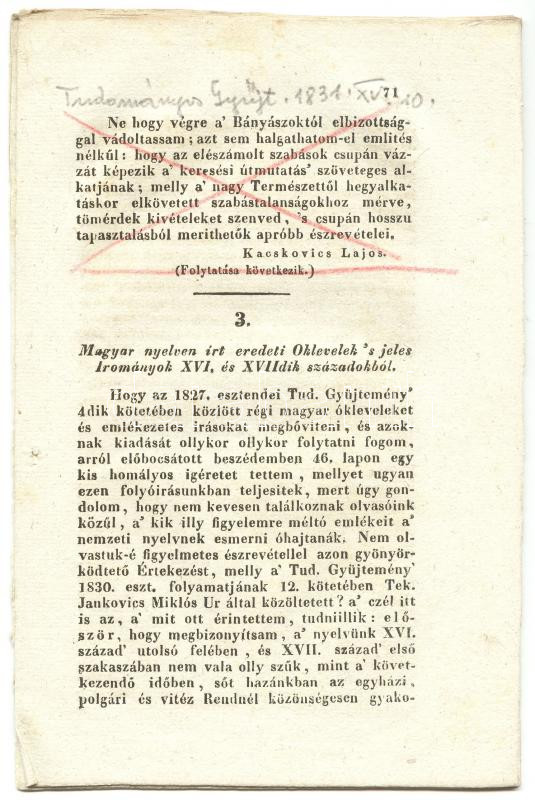 Tudományos Gyűjt. 1831. XV. 10.
71
Ne hogy végre a' Bányászoktól elbizottság-
gal vádoltassam; azt sem halgathatom-el emlités
nélkül: hogy az elészámolt szabások csupán váz-
zát képezik a' keresési útmutatás' szöveteges al-
katjának; melly a' nagy Természettől hegyalka-
táskor elkövetett szabástalanságokhoz mérve,
tömérdek kivételeket szenved, 's csupán hosszu
tapasztalásból merithetők apróbb észrevételei.
Kacskovics Lajos.
(Folytatása következik.)
3.
Magyar nyelven irt eredeti Oklevelek 's jeles
Irományok XVI. és XVIIdik századokból.
Hogy az 1827. esztendei Tud. Gyüjtemény'
4dik kötetében közlött régi magyar ókleveleket
és emlékezetes irásokat megbőviteni, és azok-
nak kiadását ollykor ollykor folytatni fogom,
arról előbocsátott beszédemben 46. lapon egy
kis homályos igéretet tettem, mellyet ugyan
ezen folyóirásunkban teljesitek, mert úgy gon-
dolom, hogy nem kevesen találkoznak olvasóink
közűl, a' kik illy figyelemre méltó emlékeit a'
nemzeti nyelvnek esmerni óhajtanák. Nem ol-
vastuk-é figyelmetes észrevétellel azon gyönyör-
ködtető Értekezést, melly a' Tud. Gyüjtemény'
1830. eszt. folyamatjának 12. kötetében Tek.
Jankovics Miklós Ur által közöltetett? a' czél itt
is az, a' mit ott érintettem, tudniillik: elő-
ször, hogy megbizonyítsam, a' nyelvünk XVI.
század' utolsó felében, és XVII. század' első
szakaszában nem vala olly szűk, mint a' követ-
kezendő időben, sőt hazánkban az egyházi,
polgári és vitéz Rendnél közönségesen gyako-